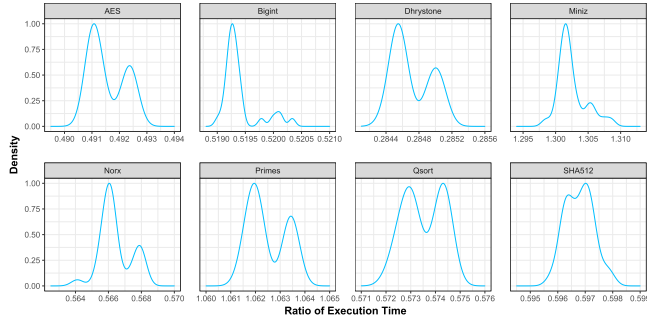 AES Bigint Dhrystone Miniz
1.00
0.75
0.50
0.25
0.00
0.490 0.491 0.492 0.493 0.494 0.5190 0.5195 0.5200 0.5205 0.5210 0.2844 0.2848 0.2852 0.2856 1.295 1.300 1.305 1.310
Density
Norx Primes Qsort SHA512
1.00
0.75
0.50
0.25
0.00
0.564 0.566 0.568 0.570 1.060 1.061 1.062 1.063 1.064 1.065 0.571 0.572 0.573 0.574 0.575 0.576 0.595 0.596 0.597 0.598 0.599
Ratio of Execution Time